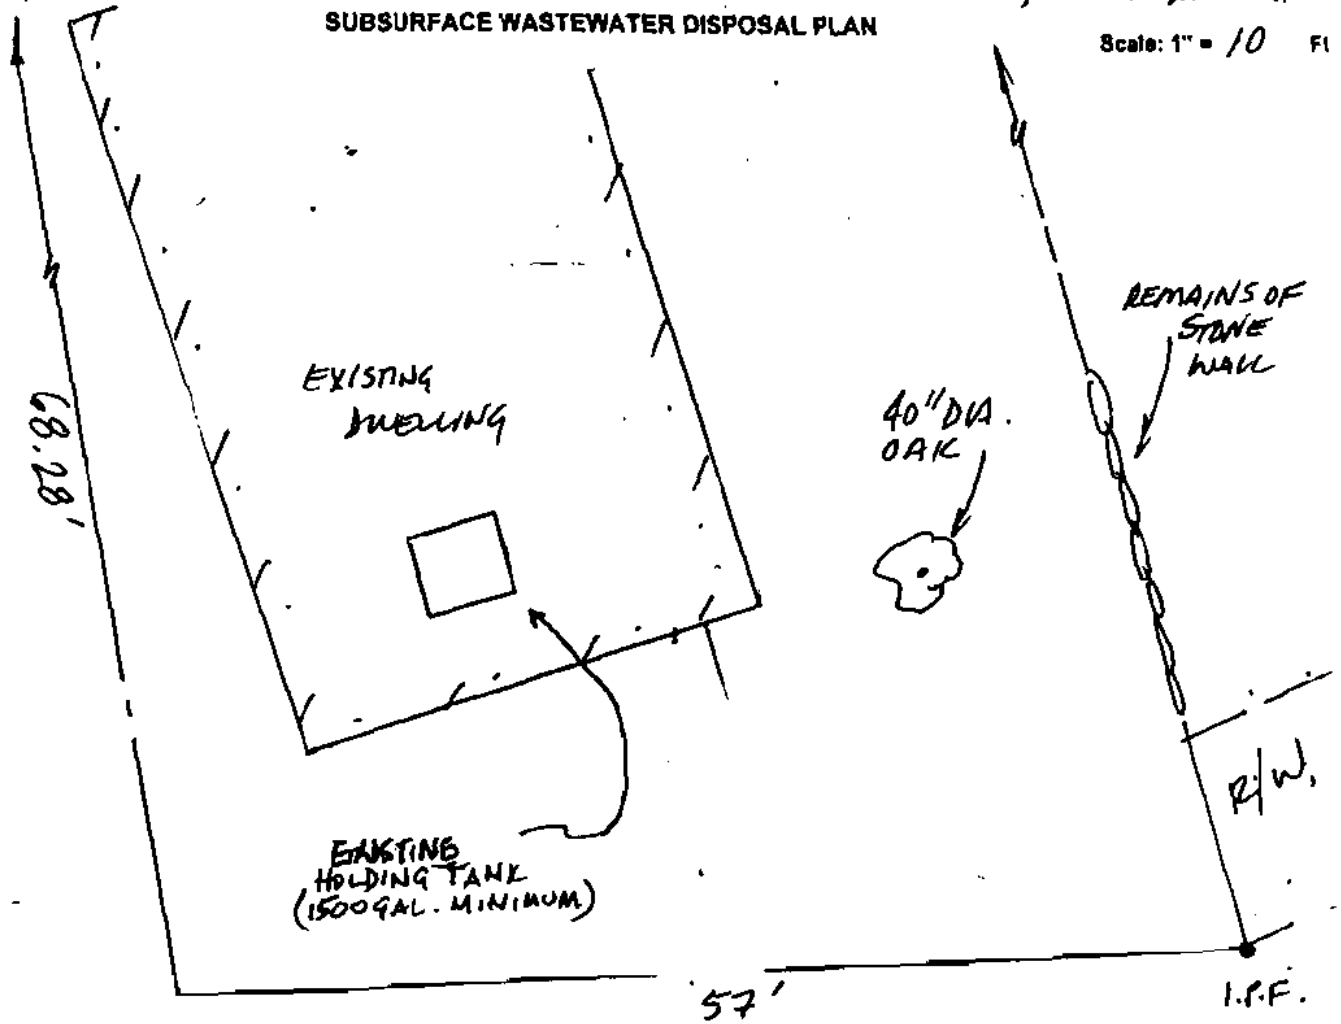 SUBSURFACE WASTEWATER DISPOSAL PLAN
Scale: 1" = 10 Ft
REMAINS OF
STONE
WALL
EXISTING
DWELLING
40" DIA.
OAK
68.28'
R/W.
EXISTING
HOLDING TANK
(1500 GAL. MINIMUM)
57'
I.P.F.